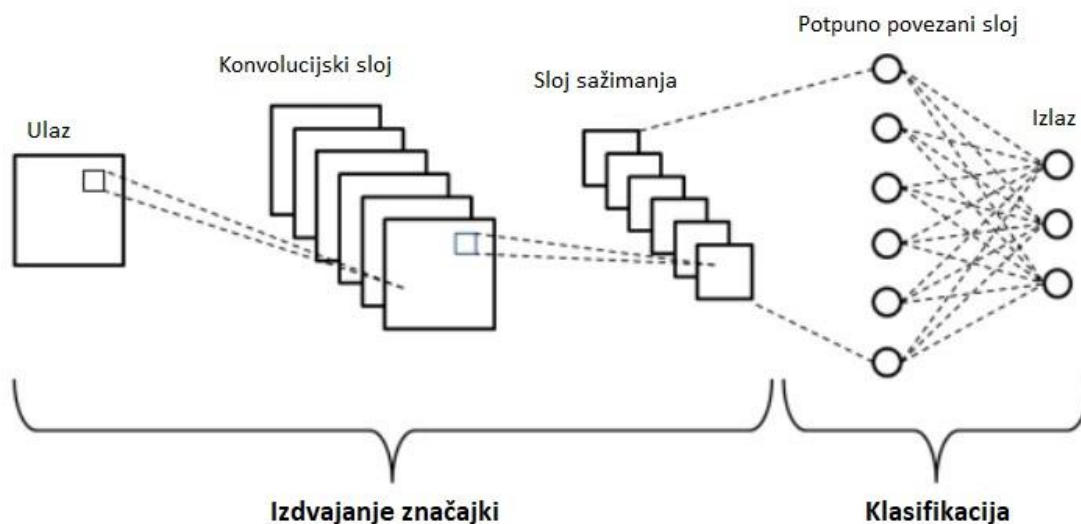 Potpuno povezani sloj
Konvolucijski sloj
Sloj sažimanja
Ulaz
Izlaz
Izdvajanje značajki
Klasifikacija